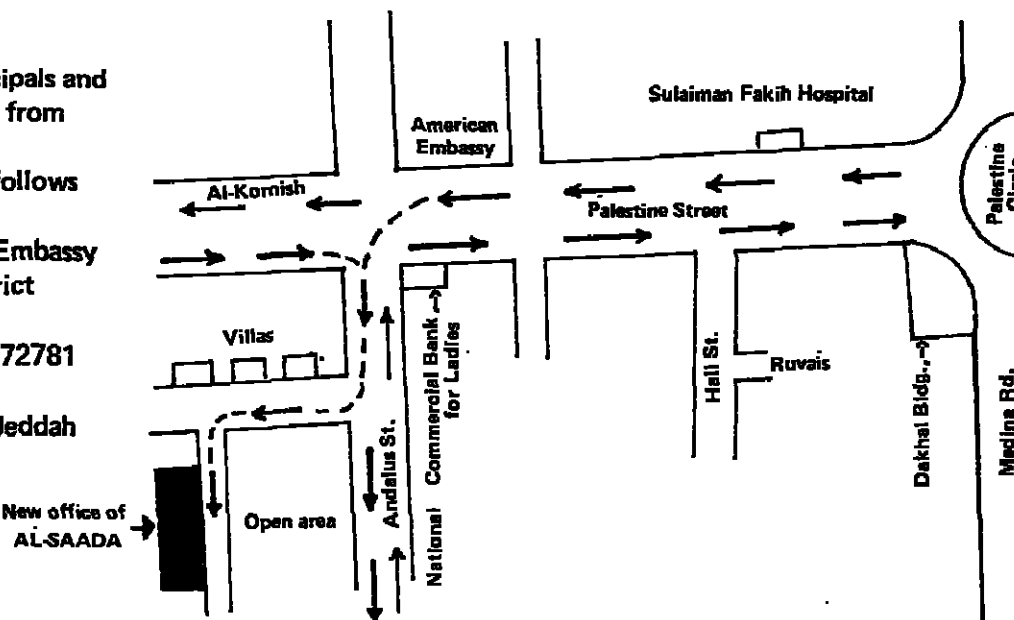 cipals and
from
follows
Embassy
rict
72781
Jeddah
Sulaiman Fakih Hospital
American
Embassy
Al-Kornish
Palestine Street
Palestine
Villas
National Commercial Bank
for Ladies
Andalus St.
Hall St.
Ruvais
Dakhal Bldg.
Medina Rd.
New office of
AL-SAADA
Open area